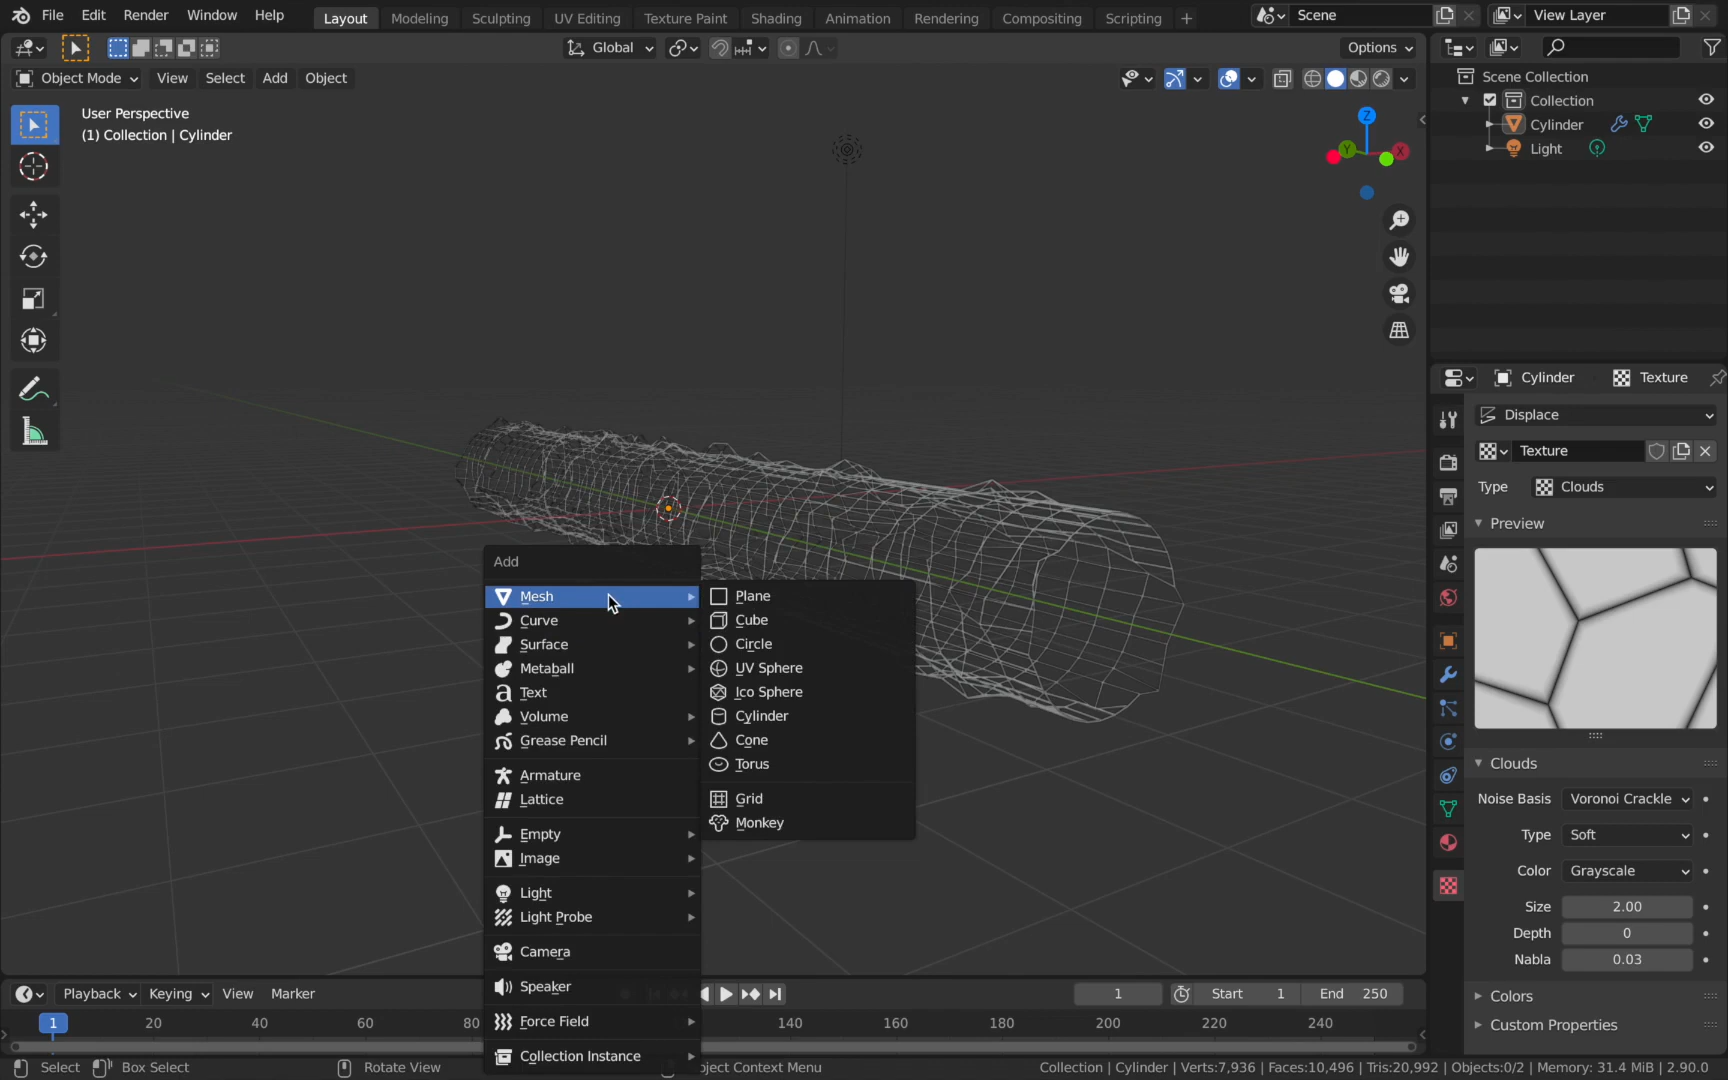 File Edit Render Window Help Layout Modeling Sculpting UV Editing Texture Paint Shading Animation Rendering Compositing Scripting + Scene View Layer
Global Options
Object Mode View Select Add Object
User Perspective
(1) Collection | Cylinder
Z
Y X
Scene Collection
Collection
Cylinder
Light
Cylinder Texture
Displace
Texture
Type Clouds
Preview
Clouds
Noise Basis Voronoi Crackle
Type Soft
Color Grayscale
Size 2.00
Depth 0
Nabla 0.03
Colors
Custom Properties
Add
Mesh
Curve
Surface
Metaball
Text
Volume
Grease Pencil
Armature
Lattice
Empty
Image
Light
Light Probe
Camera
Speaker
Force Field
Collection Instance
Plane
Cube
Circle
UV Sphere
Ico Sphere
Cylinder
Cone
Torus
Grid
Monkey
Playback Keying View Marker 1 Start 1 End 250
1 20 40 60 80 140 160 180 200 220 240
Select Box Select Rotate View oject Context Menu Collection | Cylinder | Verts:7,936 | Faces:10,496 | Tris:20,992 | Objects:0/2 | Memory: 31.4 MiB | 2.90.0